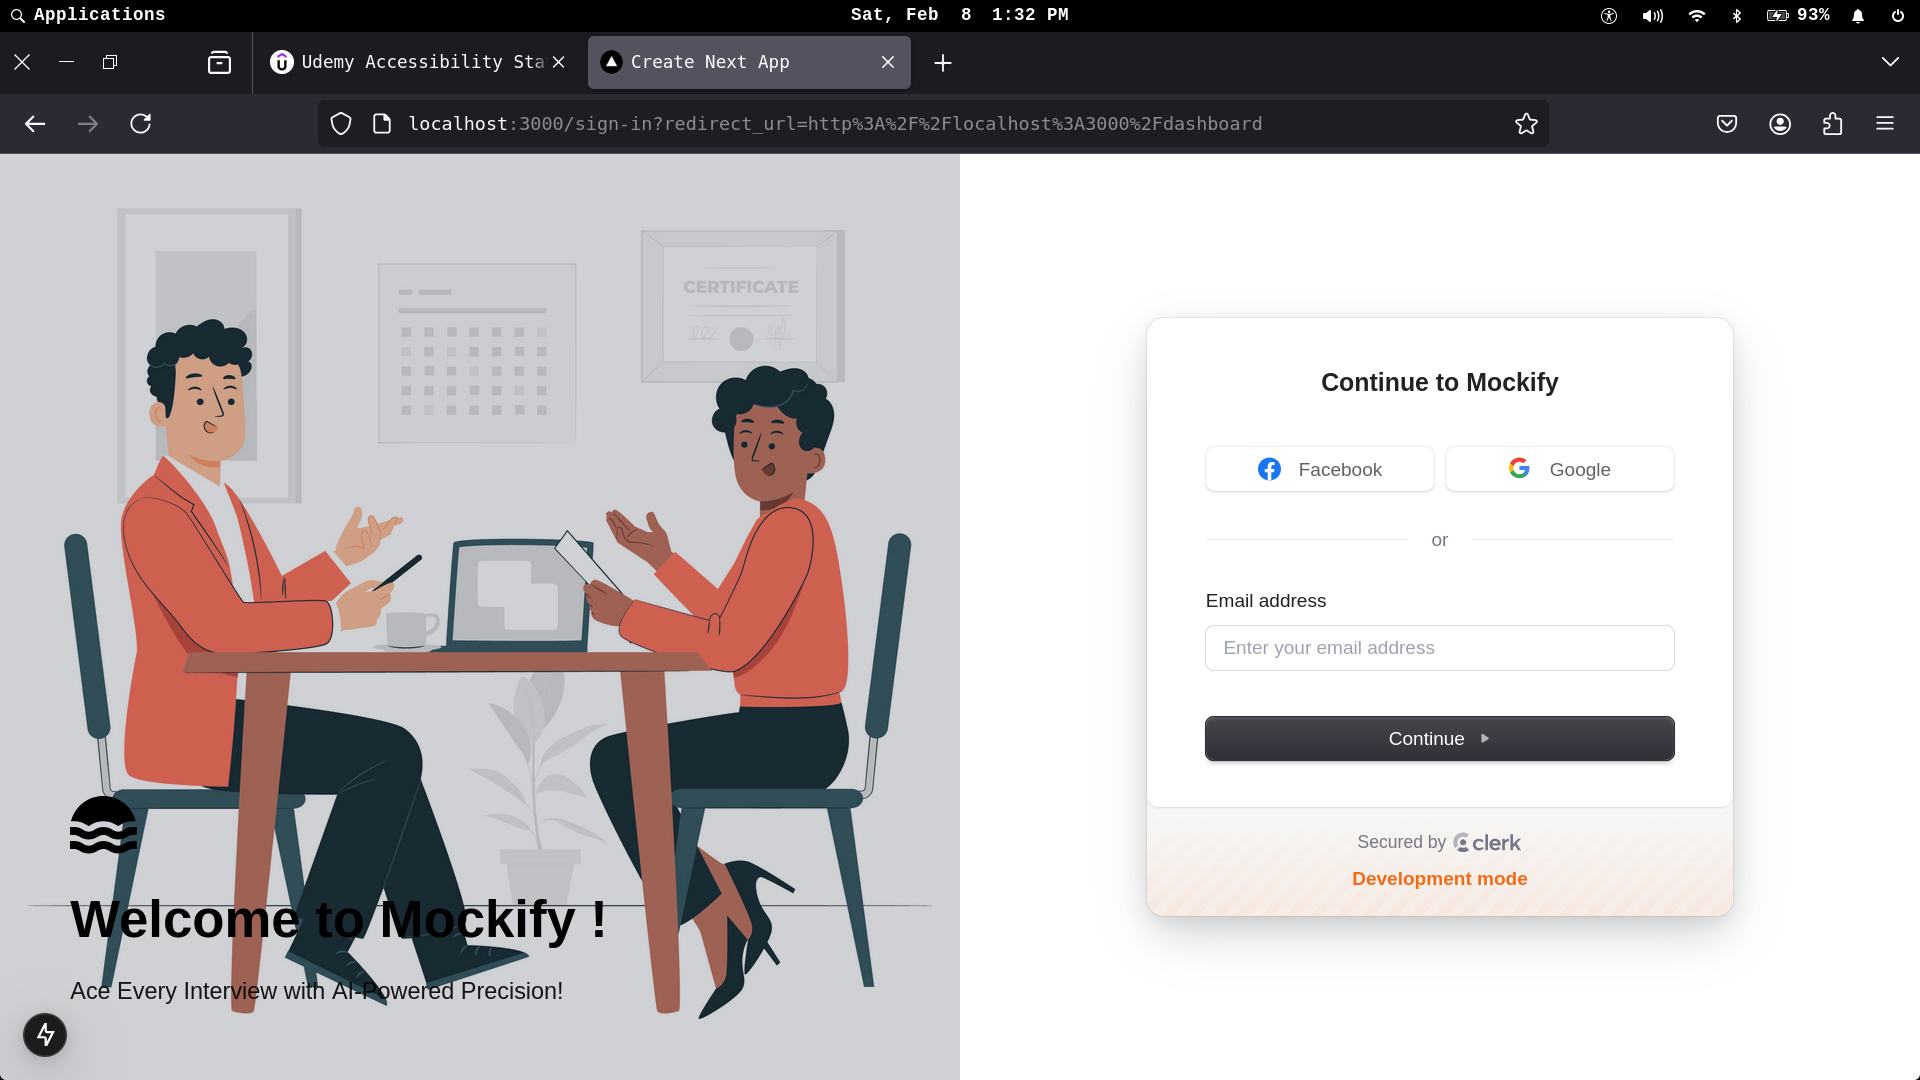 Applications
Sat, Feb  8  1:32 PM
93%
Udemy Accessibility Sta
Create Next App
localhost:3000/sign-in?redirect_url=http%3A%2F%2Flocalhost%3A3000%2Fdashboard
CERTIFICATE
Welcome to Mockify !
Ace Every Interview with AI-Powered Precision!
Continue to Mockify
Facebook
Google
or
Email address
Enter your email address
Continue
Secured by clerk
Development mode